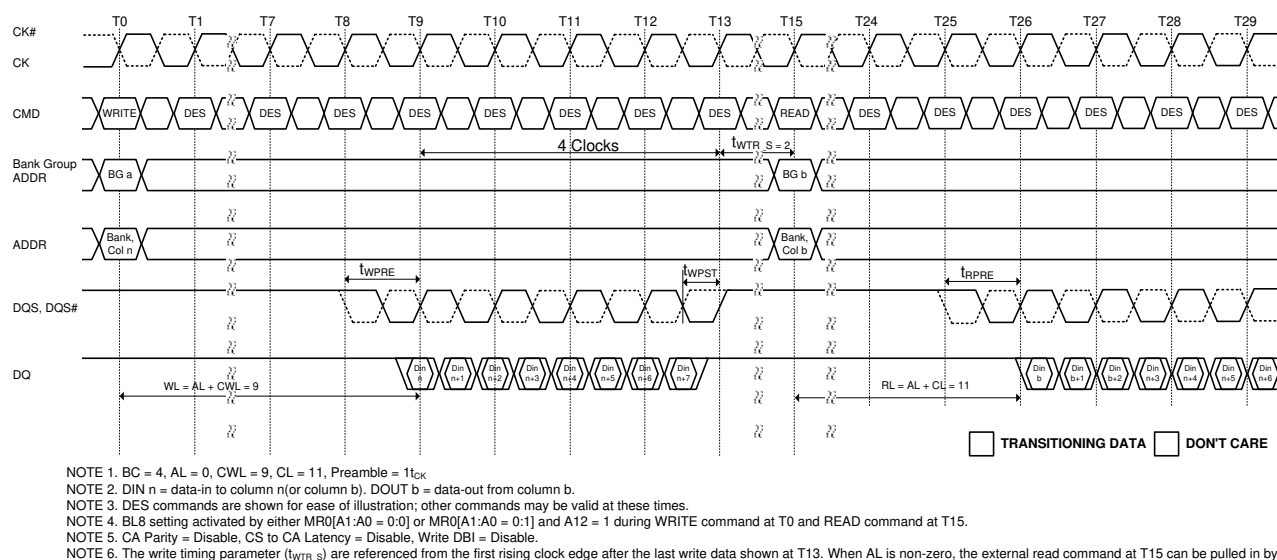 T0 T1 T7 T8 T9 T10 T11 T12 T13 T15 T24 T25 T26 T27 T28 T29
CK#
CK
CMD WRITE DES DES DES DES DES DES DES DES READ DES DES DES DES DES DES
4 Clocks tWTR_S = 2
Bank Group
ADDR
BG a BG b
ADDR
Bank,
Col n
Bank,
Col b
tWPRE tWPST tRPRE
DQS, DQS#
DQ
Din
n
Din
n+1
Din
n+2
Din
n+3
Din
n+4
Din
n+5
Din
n+6
Din
n+7
Din
b
Din
b+1
Din
b+2
Din
n+3
Din
n+4
Din
n+5
Din
n+6
WL = AL + CWL = 9 RL = AL + CL = 11
TRANSITIONING DATA DON'T CARE
NOTE 1. BC = 4, AL = 0, CWL = 9, CL = 11, Preamble = 1tCK
NOTE 2. DIN n = data-in to column n(or column b). DOUT b = data-out from column b.
NOTE 3. DES commands are shown for ease of illustration; other commands may be valid at these times.
NOTE 4. BL8 setting activated by either MR0[A1:A0 = 0:0] or MR0[A1:A0 = 0:1] and A12 = 1 during WRITE command at T0 and READ command at T15.
NOTE 5. CA Parity = Disable, CS to CA Latency = Disable, Write DBI = Disable.
NOTE 6. The write timing parameter (tWTR_S) are referenced from the first rising clock edge after the last write data shown at T13. When AL is non-zero, the external read command at T15 can be pulled in by